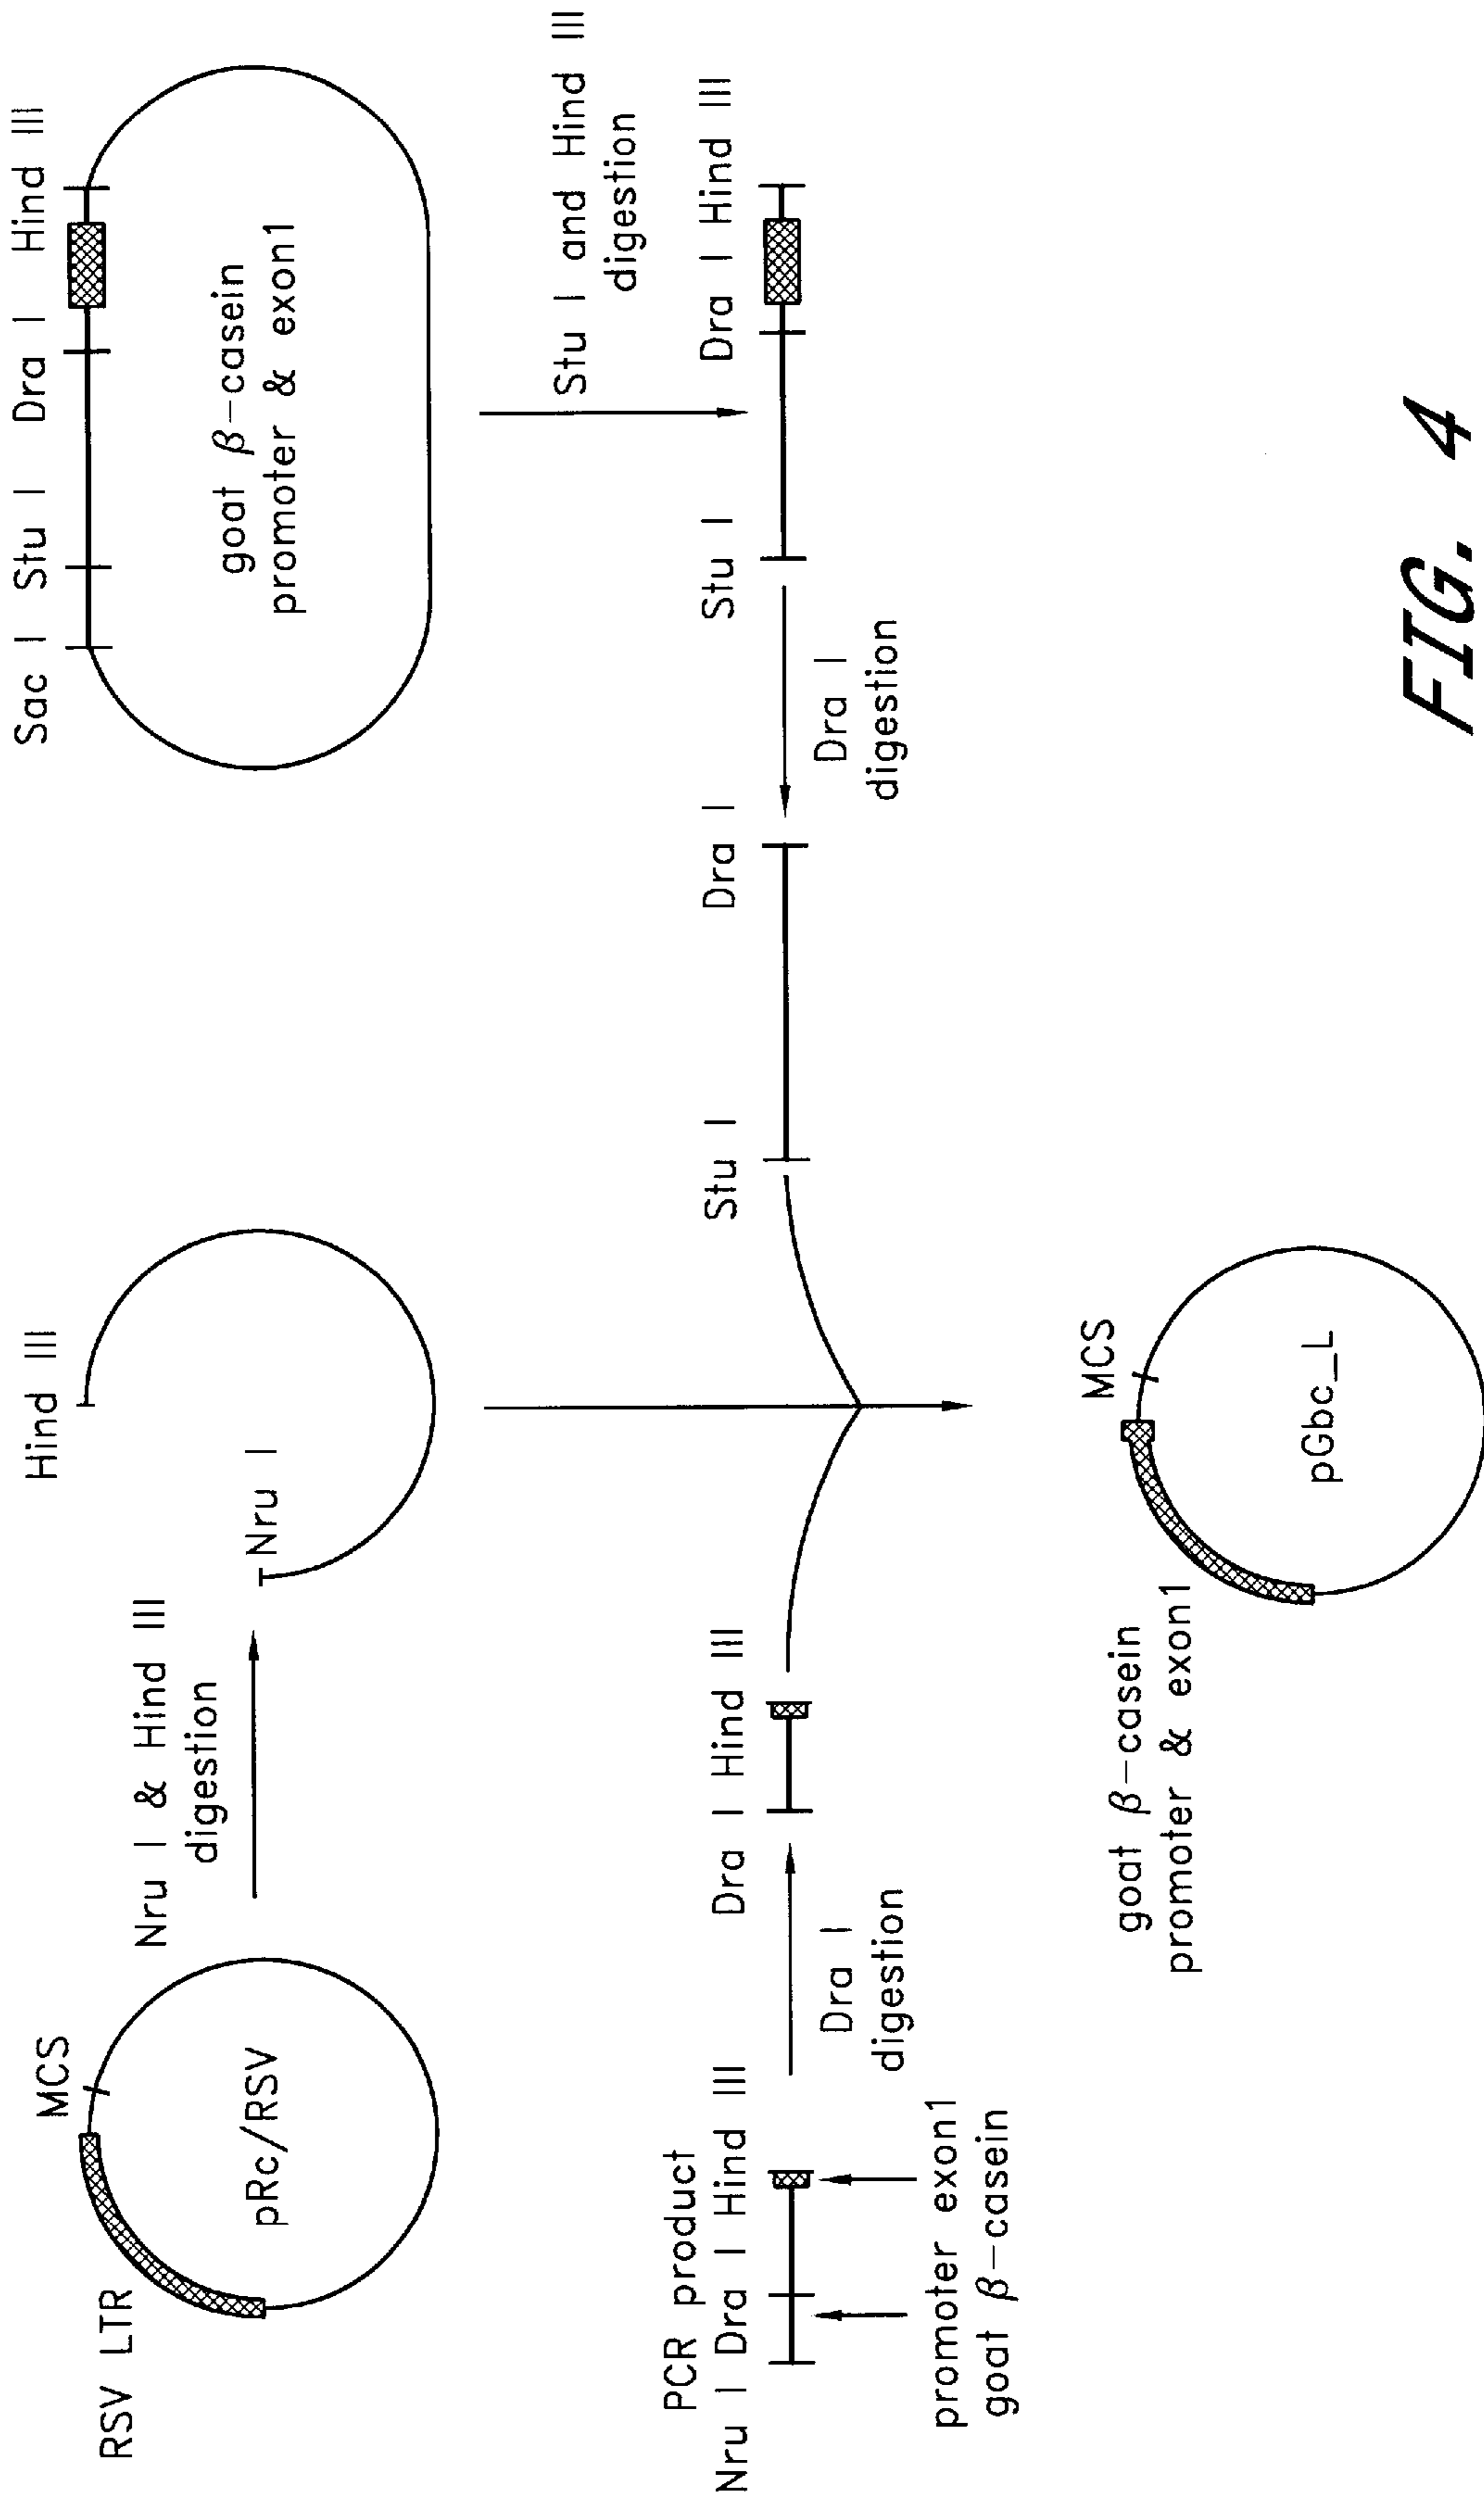 RSV LTR
MCS
pRc/RSV
Nru I & Hind III
digestion
Hind III
Nru I
Sac I Stu I Dra I Hind III
goat β-casein
promoter & exon1
Stu I and Hind III
digestion
PCR product
Nru I Dra I Hind III
promoter exon1
goat β-casein
Dra I
digestion
Dra I Hind III
Stu I Dra I
Dra I
digestion
Stu I Dra I Hind III
goat β-casein
promoter & exon1
MCS
pGbc_L
FIG. 4